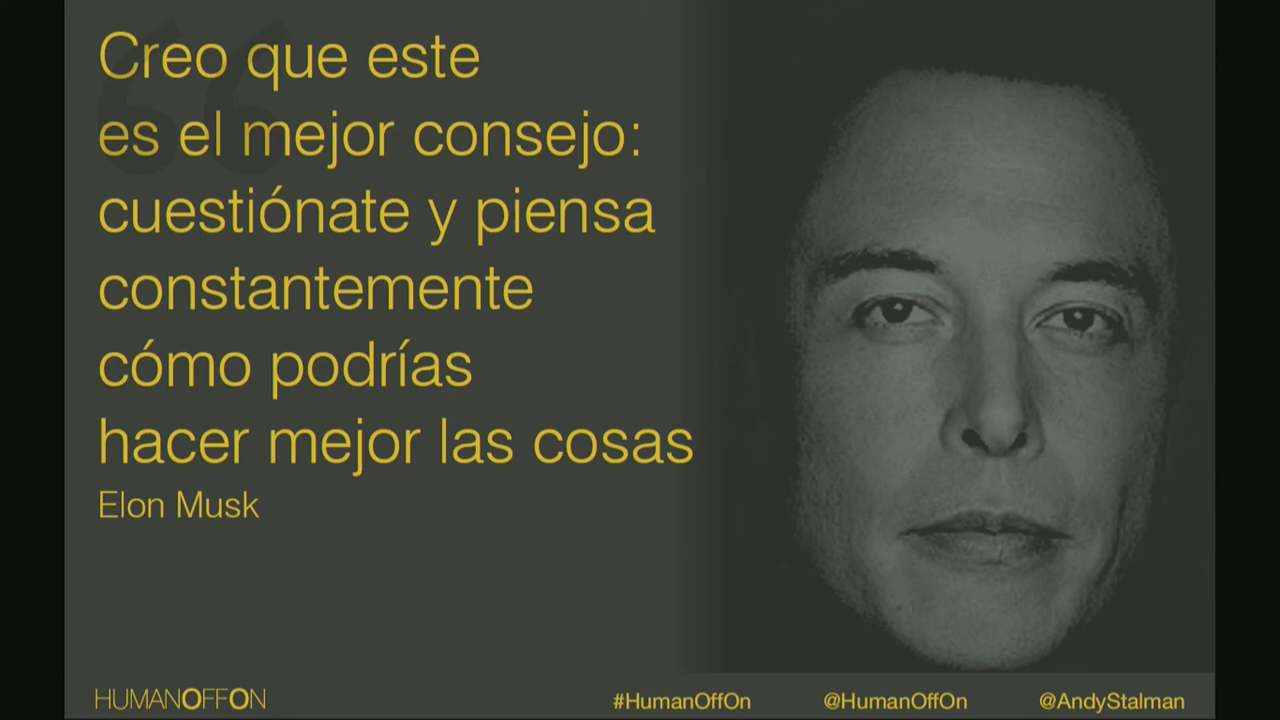 Creo que este
es el mejor consejo:
cuestiónate y piensa
constantemente
cómo podrías
hacer mejor las cosas
Elon Musk
HUMANOFFON
#HumanOffOn
@HumanOffOn
@AndyStalman